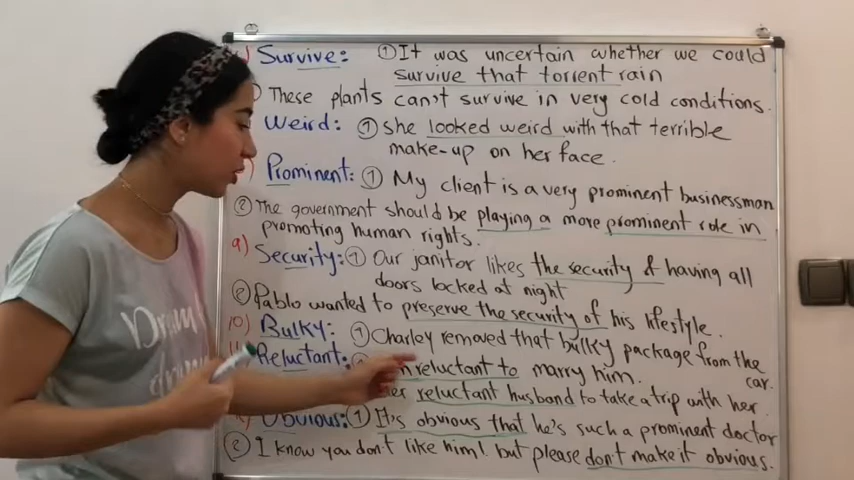 Survive: ① It was uncertain whether we could
survive that torrent rain
These plants can't survive in very cold conditions.
Weird: ① she looked weird with that terrible
make-up on her face.
Prominent: ① My client is a very prominent businessman
② The government should be playing a more prominent role in
promoting human rights.
9) Security: ① Our janitor likes the security of having all
doors locked at night
② Pablo wanted to preserve the security of his lifestyle.
10) Bulky: ① Charley removed that bulky package from the
car.
Reluctant: reluctant to marry him.
reluctant husband to take a trip with her.
Obvious: ① It's obvious that he's such a prominent doctor
② I know you don't like him! but please don't make it obvious.
Dream